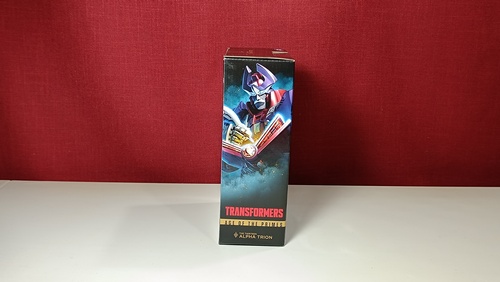 TRANSFORMERS
AGE OF THE PRIMES
ALPHA TRION